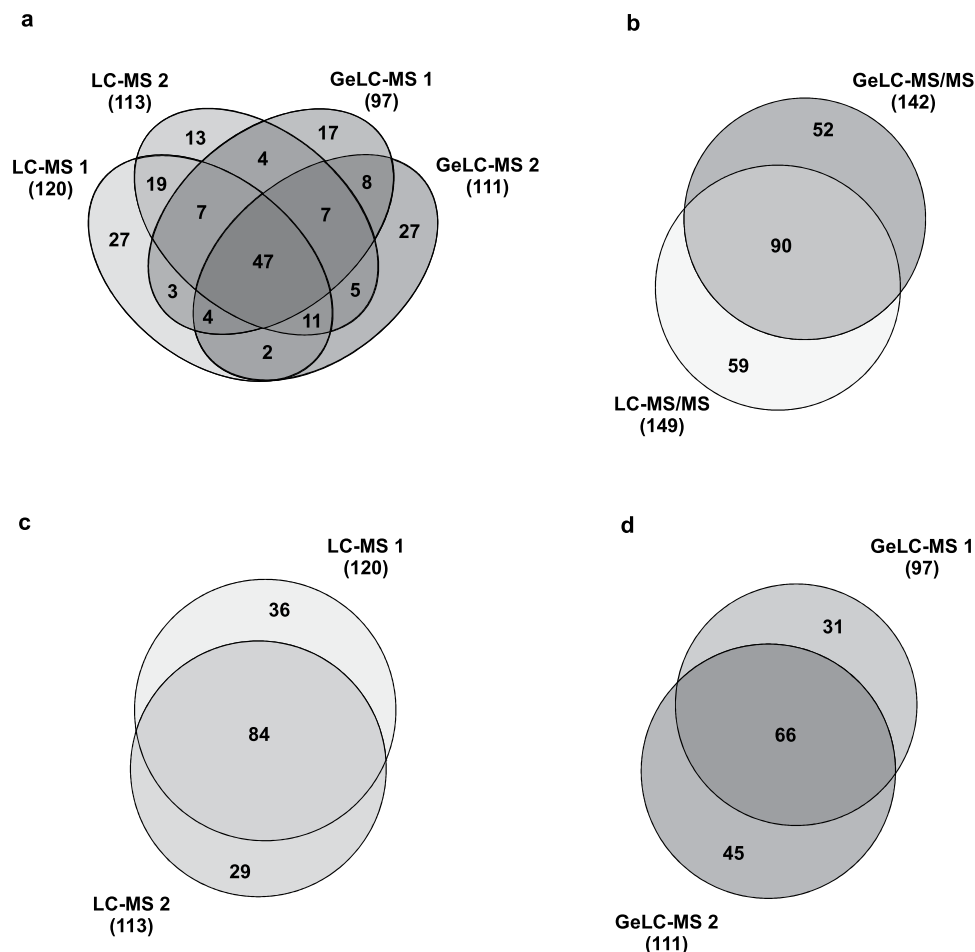 a
LC-MS 2
(113)
GeLC-MS 1
(97)
LC-MS 1
(120)
GeLC-MS 2
(111)
13
17
4
19
8
7
7
27
27
47
3
5
4
11
2
b
GeLC-MS/MS
(142)
52
90
59
LC-MS/MS
(149)
c
LC-MS 1
(120)
36
84
29
LC-MS 2
(113)
d
GeLC-MS 1
(97)
31
66
45
GeLC-MS 2
(111)